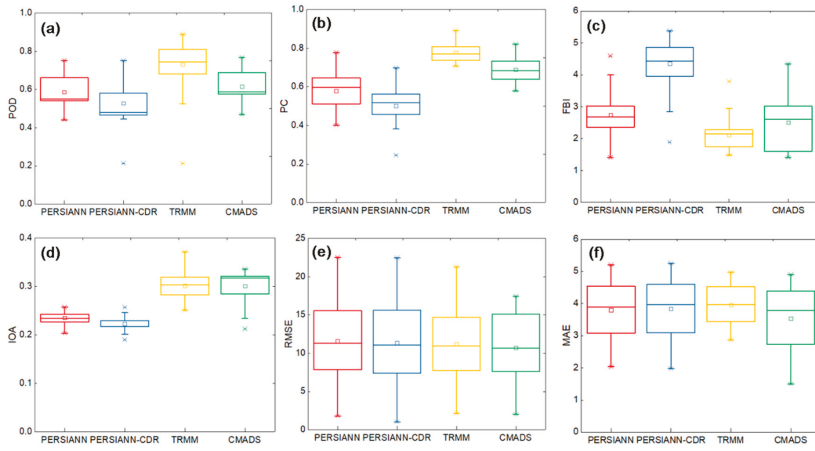 (a)
POD
1.0
0.8
0.6
0.4
0.2
0.0
PERSIANN PERSIANN-CDR TRMM CMADS
(b)
PC
1.0
0.8
0.6
0.4
0.2
0.0
PERSIANN PERSIANN-CDR TRMM CMADS
(c)
FBI
6
5
4
3
2
1
0
PERSIANN PERSIANN-CDR TRMM CMADS
(d)
IOA
0.4
0.3
0.2
0.1
0.0
PERSIANN PERSIANN-CDR TRMM CMADS
(e)
RMSE
25
20
15
10
5
0
PERSIANN PERSIANN-CDR TRMM CMADS
(f)
MAE
6
5
4
3
2
1
0
PERSIANN PERSIANN-CDR TRMM CMADS